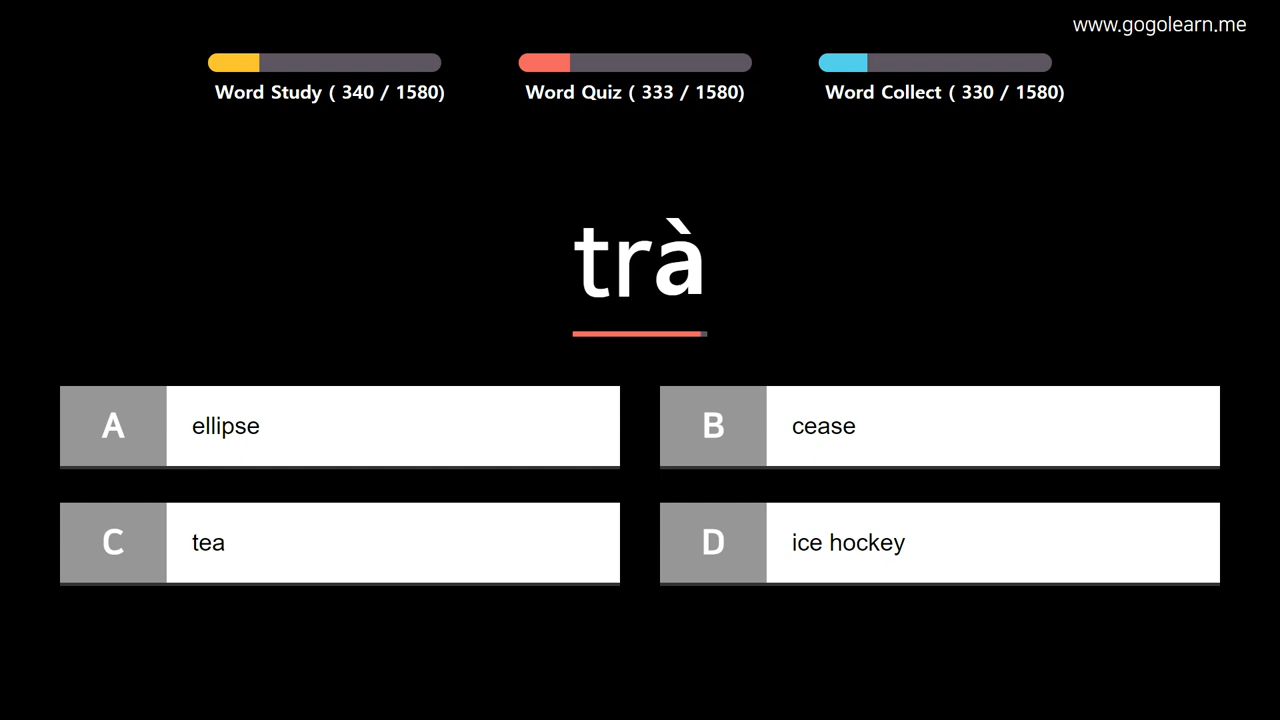 www.gogolearn.me
Word Study ( 340 / 1580)
Word Quiz ( 333 / 1580)
Word Collect ( 330 / 1580)
trà
A ellipse
B cease
C tea
D ice hockey